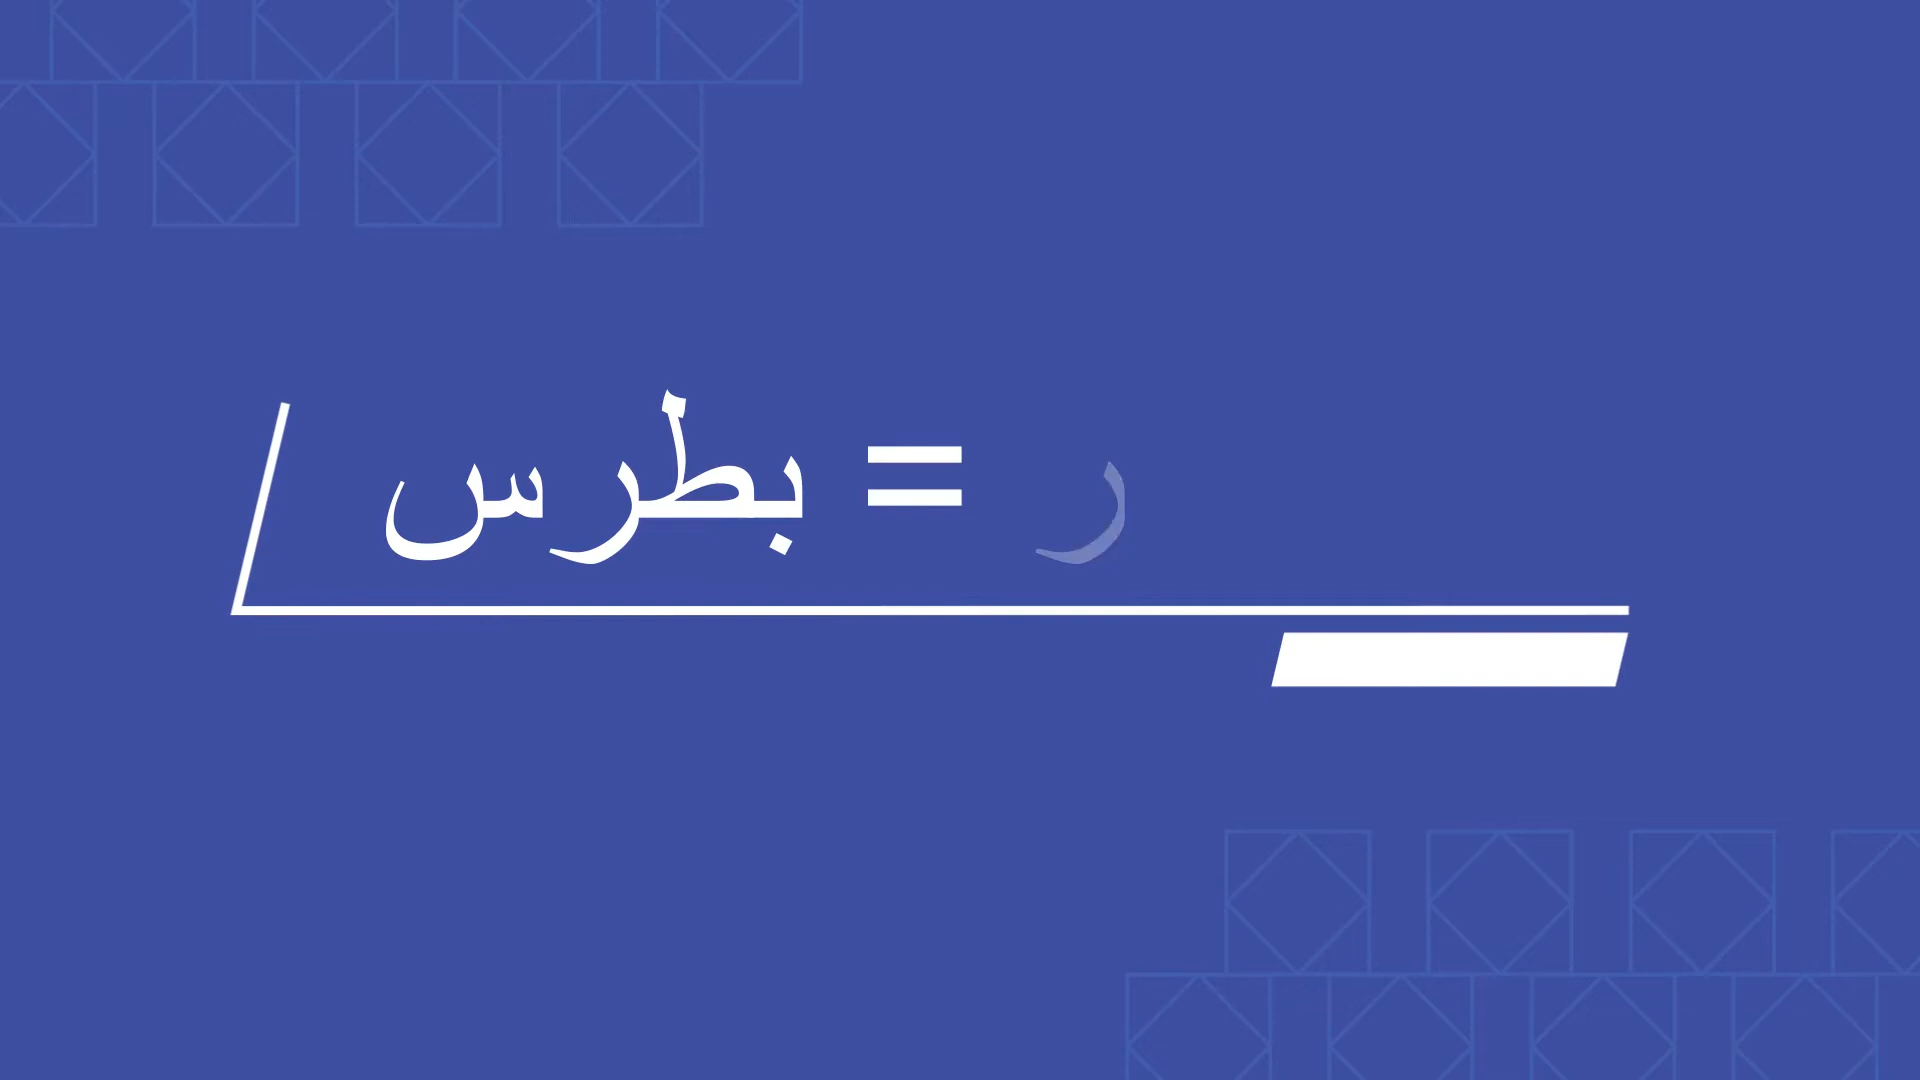 ر = بطرس